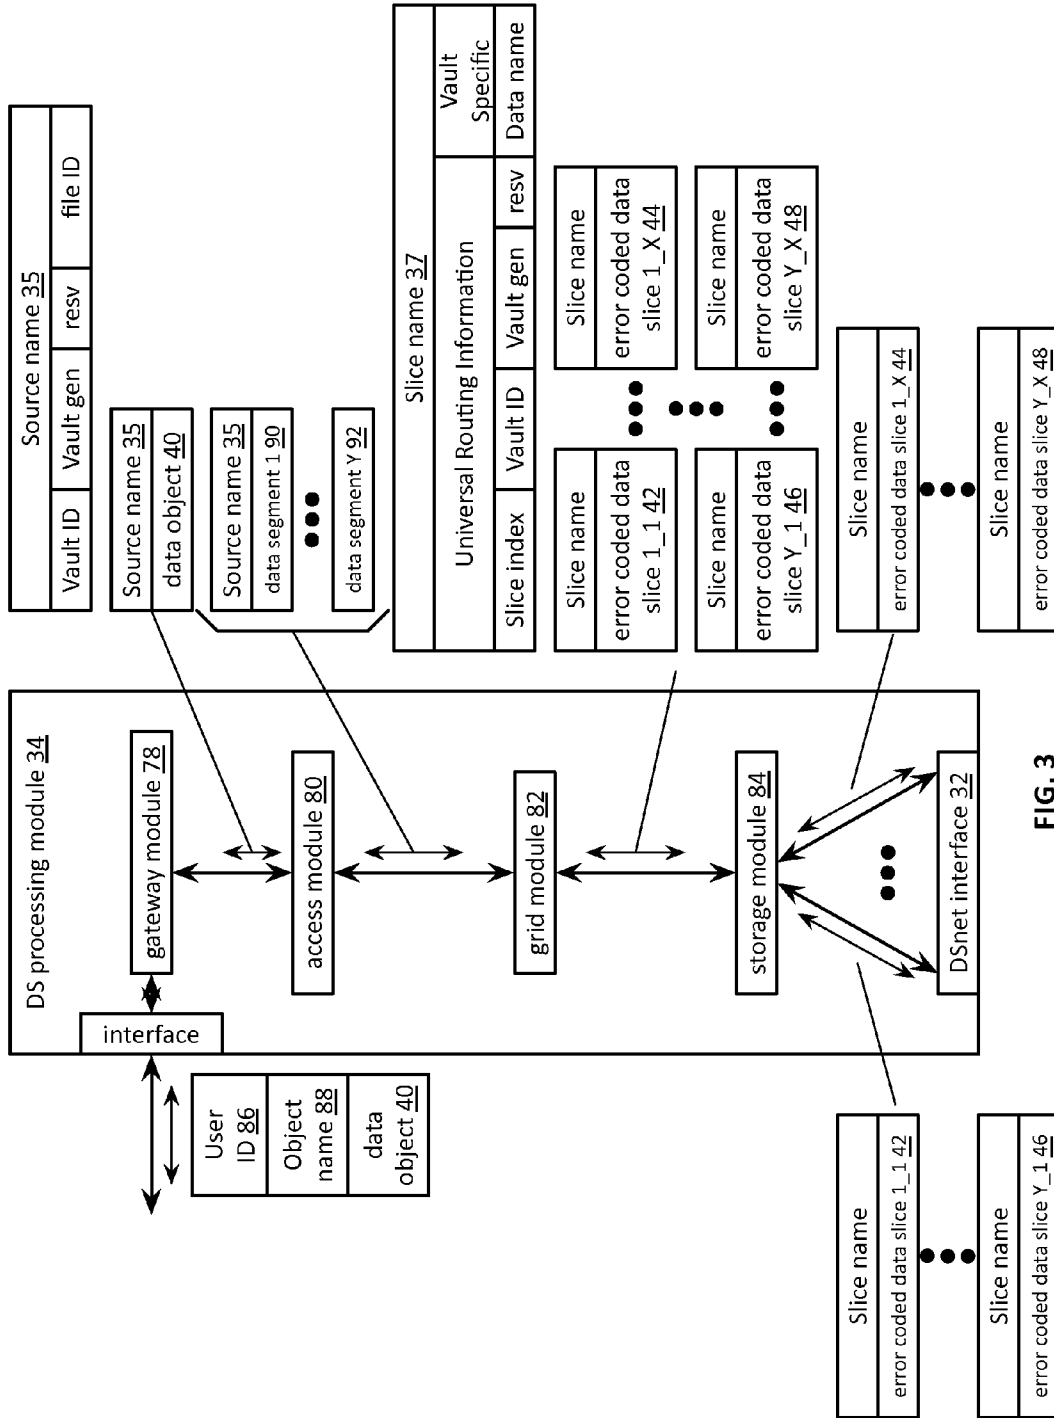 DS processing module 34
interface
gateway module 78
access module 80
grid module 82
storage module 84
DSnet interface 32
User
ID 86
Object
name 88
data
object 40
Source name 35
Vault ID
Vault gen
resv
file ID
Source name 35
data object 40
Source name 35
data segment 1 90
data segment Y 92
Slice name 37
Universal Routing Information
Vault
Specific
Slice index
Vault ID
Vault gen
resv
Data name
Slice name
error coded data
slice 1_1 42
Slice name
error coded data
slice 1_X 44
Slice name
error coded data
slice Y_1 46
Slice name
error coded data
slice Y_X 48
Slice name
error coded data slice 1_1 42
Slice name
error coded data slice Y_1 46
Slice name
error coded data slice 1_X 44
Slice name
error coded data slice Y_X 48
FIG. 3